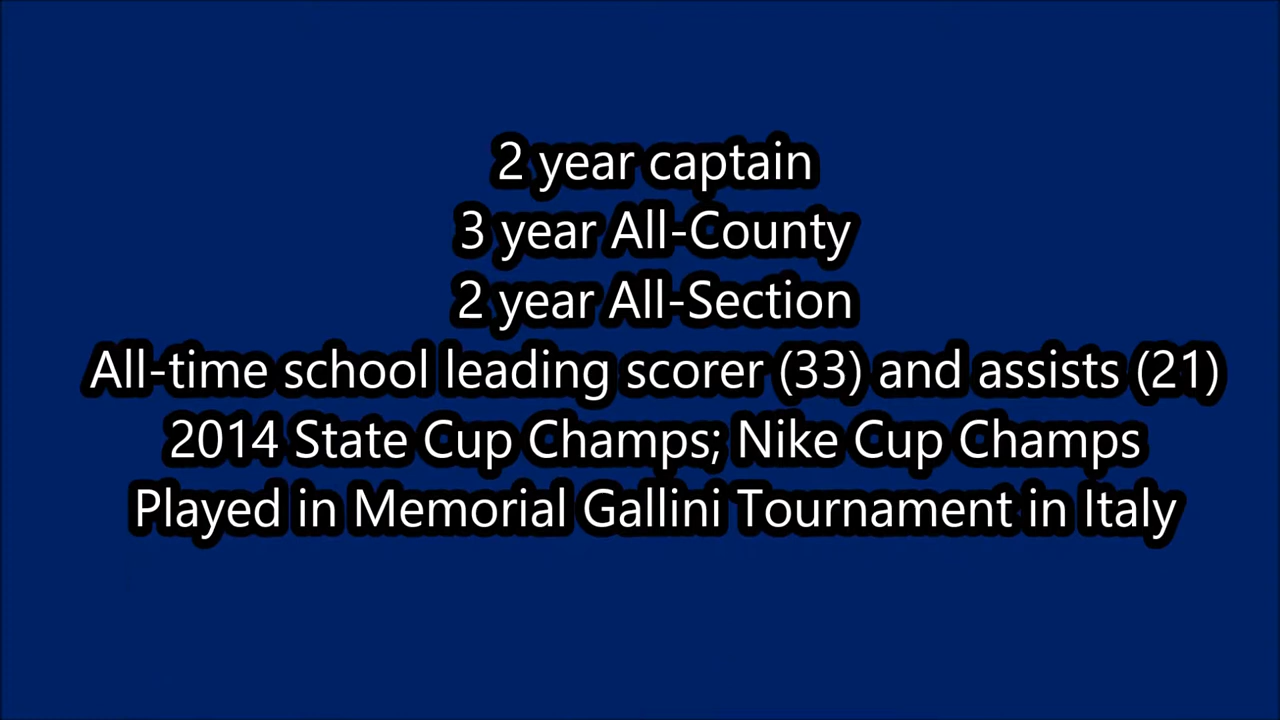 2 year captain
3 year All-County
2 year All-Section
All-time school leading scorer (33) and assists (21)
2014 State Cup Champs; Nike Cup Champs
Played in Memorial Gallini Tournament in Italy